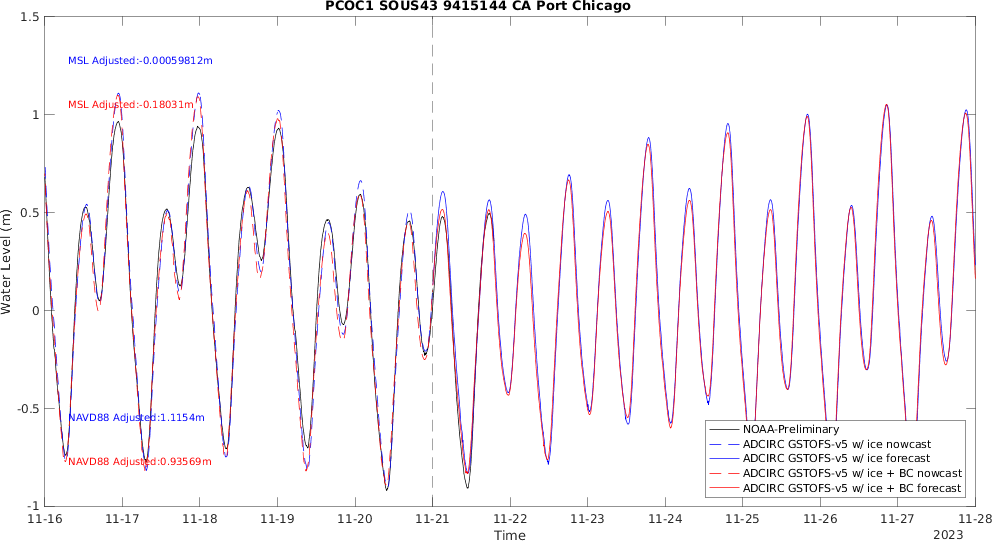 PCOC1 SOUS43 9415144 CA Port Chicago
1.5
MSL Adjusted:-0.00059812m
MSL Adjusted:-0.18031m
1
0.5
Water Level (m)
0
-0.5
NAVD88 Adjusted:1.1154m
NAVD88 Adjusted:0.93569m
-1
NOAA-Preliminary
ADCIRC GSTOFS-v5 w/ ice nowcast
ADCIRC GSTOFS-v5 w/ ice forecast
ADCIRC GSTOFS-v5 w/ ice + BC nowcast
ADCIRC GSTOFS-v5 w/ ice + BC forecast
11-16 11-17 11-18 11-19 11-20 11-21 11-22 11-23 11-24 11-25 11-26 11-27 11-28
Time
2023